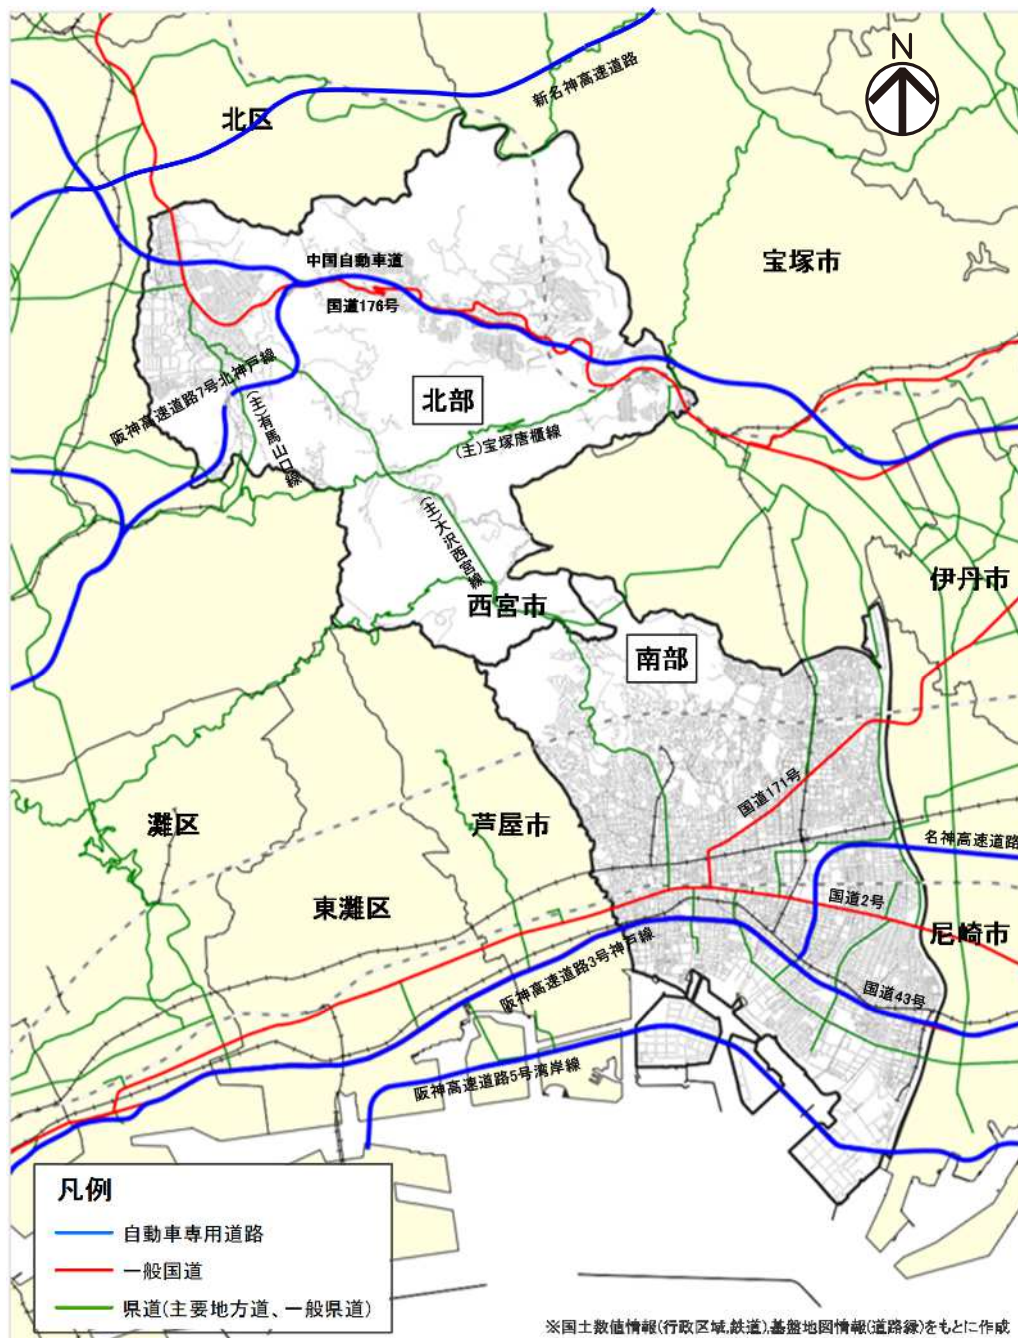 N
新名神高速道路
北区
宝塚市
中国自動車道
国道176号
阪神高速道路7号北神戸線
(主)有馬山口線
北部
(主)宝塚唐櫃線
(主)大沢西宮線
伊丹市
西宮市
南部
国道171号
灘区
芦屋市
名神高速道路
東灘区
国道2号
尼崎市
阪神高速道路3号神戸線
国道43号
阪神高速道路5号湾岸線
凡例
自動車専用道路
一般国道
県道(主要地方道、一般県道)
※国土数値情報(行政区域,鉄道),基盤地図情報(道路縁)をもとに作成